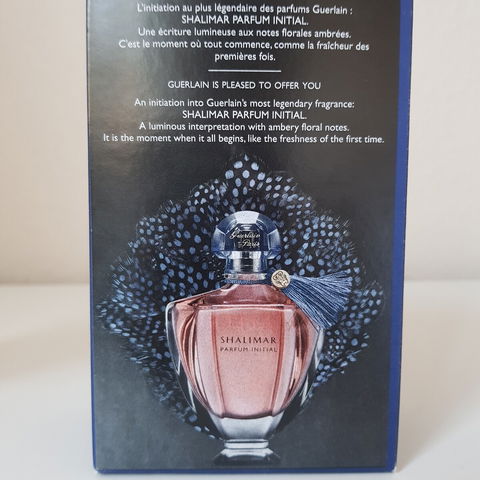 L'initiation au plus légendaire des parfums Guerlain :
SHALIMAR PARFUM INITIAL.
Une écriture lumineuse aux notes florales ambrées.
C'est le moment où tout commence, comme la fraîcheur des
premières fois.
GUERLAIN IS PLEASED TO OFFER YOU
An initiation into Guerlain's most legendary fragrance:
SHALIMAR PARFUM INITIAL.
A luminous interpretation with ambery floral notes.
It is the moment when it all begins, like the freshness of the first time.
Guerlain
Paris
SHALIMAR
PARFUM INITIAL